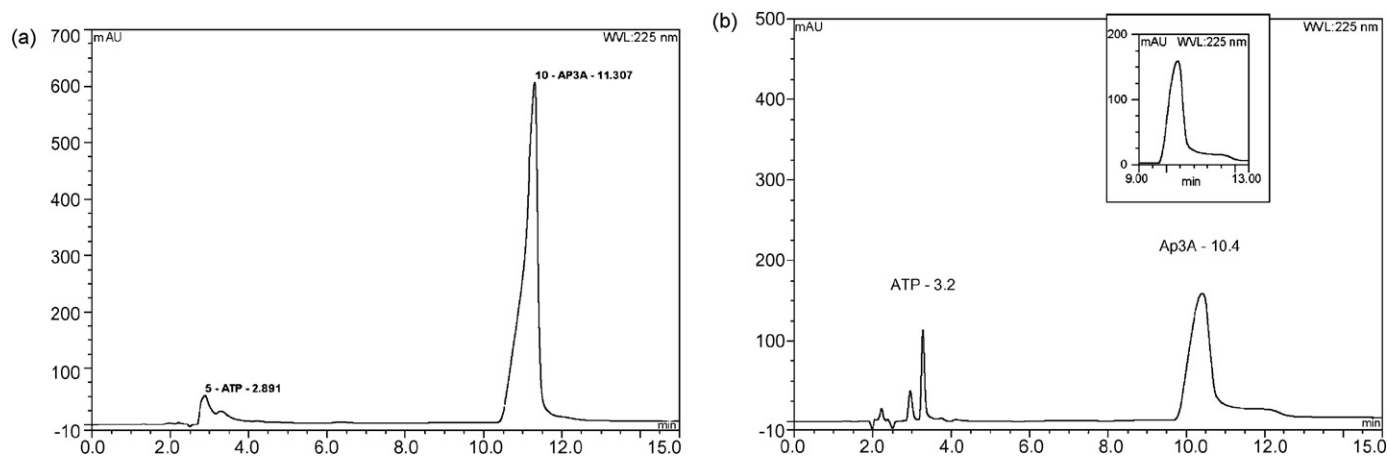 (a)
700
mAU
WVL:225 nm
10 - AP3A - 11.307
600
500
400
300
200
100
5 - ATP - 2.891
-10
min
0.0 2.0 4.0 6.0 8.0 10.0 12.0 15.0
(b)
500
mAU
WVL:225 nm
400
300
200
100
-10
200
mAU WVL:225 nm
100
0
9.00 min 13.00
Ap3A - 10.4
ATP - 3.2
min
0.0 2.0 4.0 6.0 8.0 10.0 12.0 15.0